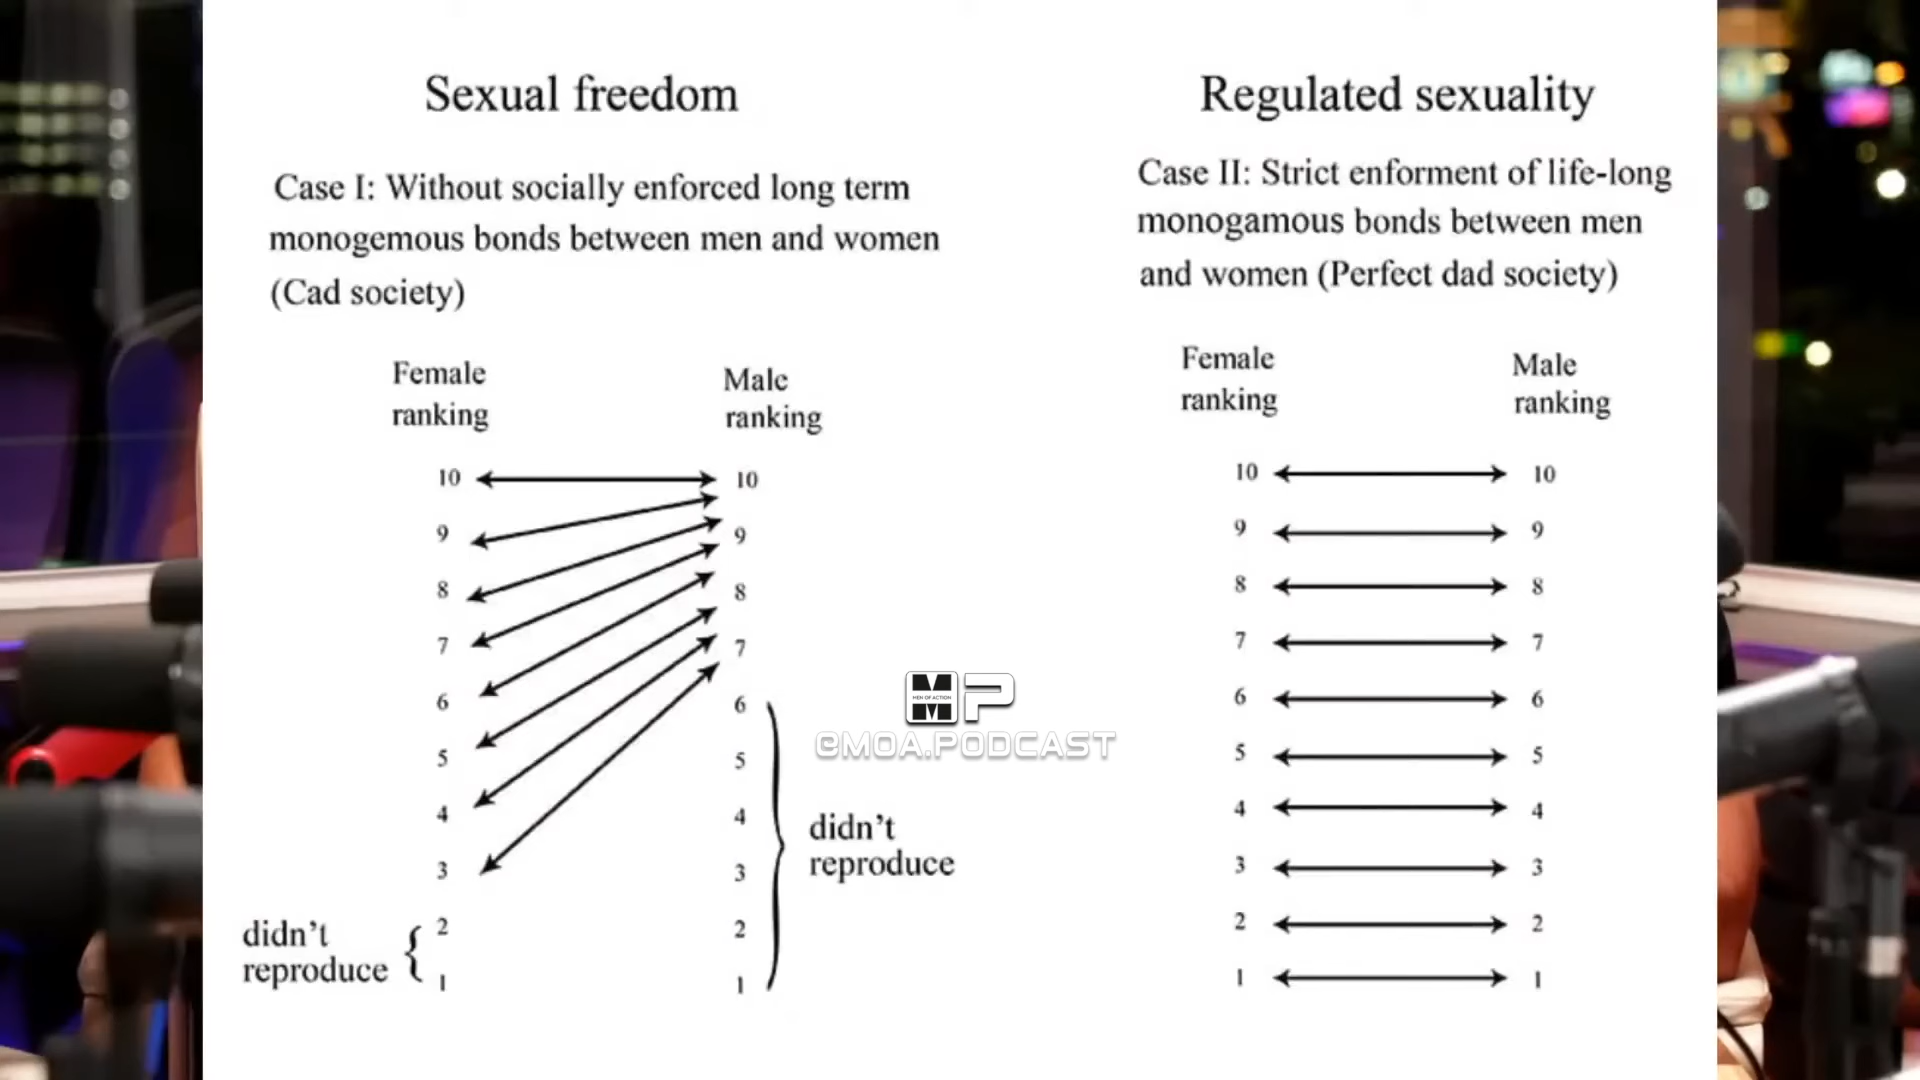 Sexual freedom
Case I: Without socially enforced long term
monogemous bonds between men and women
(Cad society)
Female
ranking
Male
ranking
10
9
8
7
6
5
4
3
2
1
didn't
reproduce
10
9
8
7
6
5
4
3
2
1
didn't
reproduce
Regulated sexuality
Case II: Strict enforment of life-long
monogamous bonds between men
and women (Perfect dad society)
Female
ranking
Male
ranking
10
9
8
7
6
5
4
3
2
1
10
9
8
7
6
5
4
3
2
1
MEN OF ACTION
MP
@MOA.PODCAST